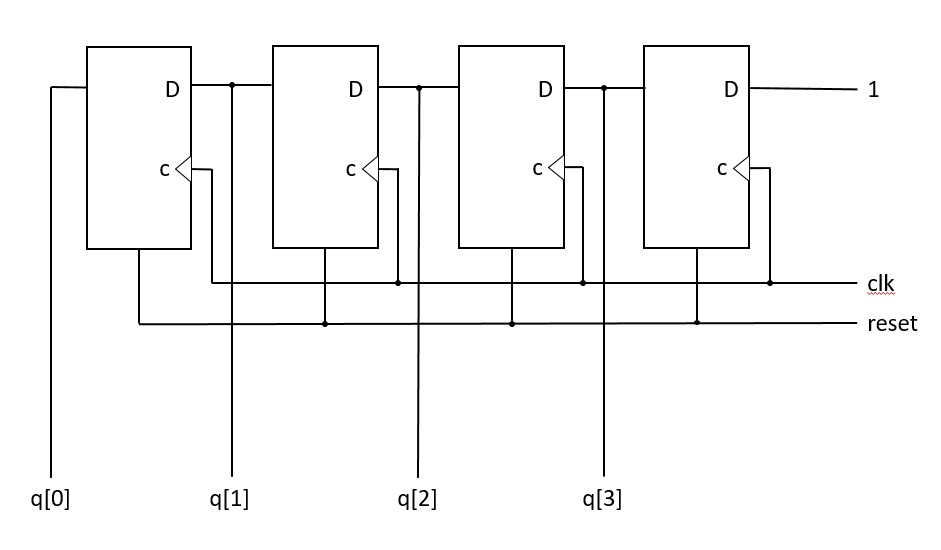 D D D D 1
c c c c
clk
reset
q[0] q[1] q[2] q[3]